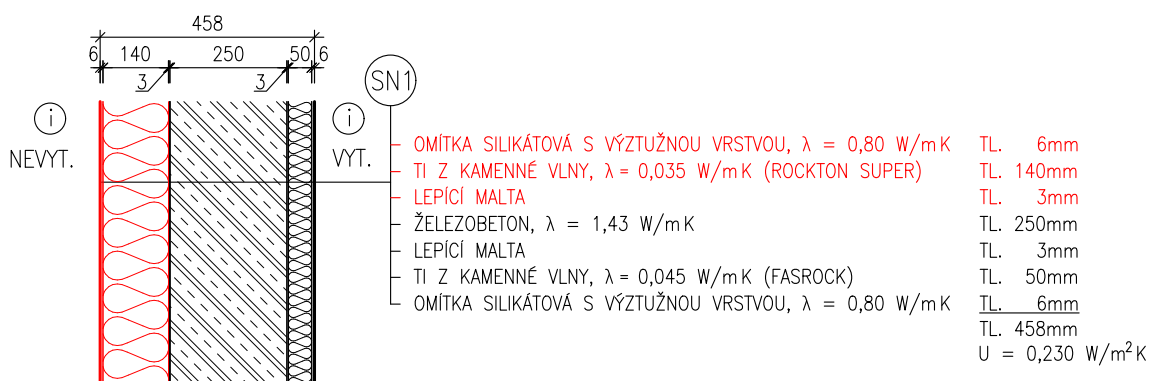 458
6 140 250 50 6
3 3
SN1
i
NEVYT.
i
VYT.
OMÍTKA SILIKÁTOVÁ S VÝZTUŽNOU VRSTVOU, λ = 0,80 W/mK TL. 6mm
TI Z KAMENNÉ VLNY, λ = 0,035 W/mK (ROCKTON SUPER) TL. 140mm
LEPÍCÍ MALTA TL. 3mm
ŽELEZOBETON, λ = 1,43 W/mK TL. 250mm
LEPÍCÍ MALTA TL. 3mm
TI Z KAMENNÉ VLNY, λ = 0,045 W/mK (FASROCK) TL. 50mm
OMÍTKA SILIKÁTOVÁ S VÝZTUŽNOU VRSTVOU, λ = 0,80 W/mK TL. 6mm
TL. 458mm
U = 0,230 W/m²K